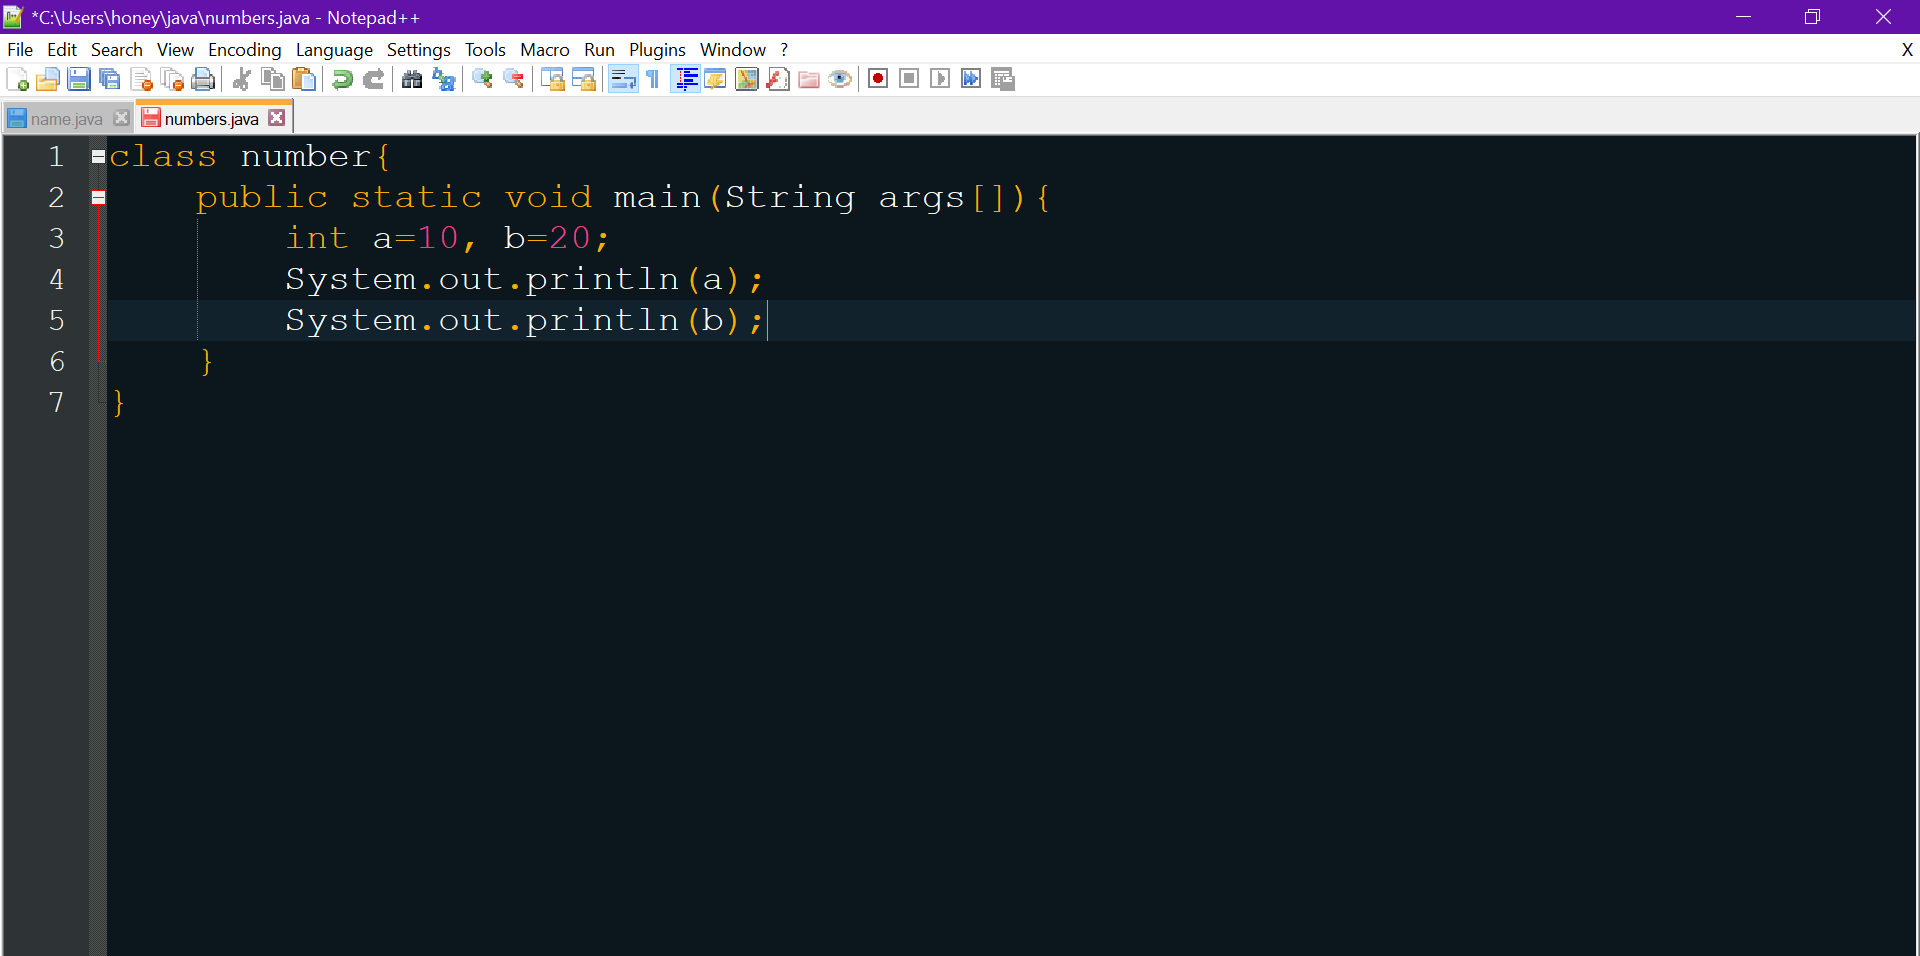 *C:\Users\honey\java\numbers.java - Notepad++
File Edit Search View Encoding Language Settings Tools Macro Run Plugins Window ? X
name.java numbers.java
1 class number{
2 public static void main(String args[]){
3 int a=10, b=20;
4 System.out.println(a);
5 System.out.println(b);
6 }
7 }